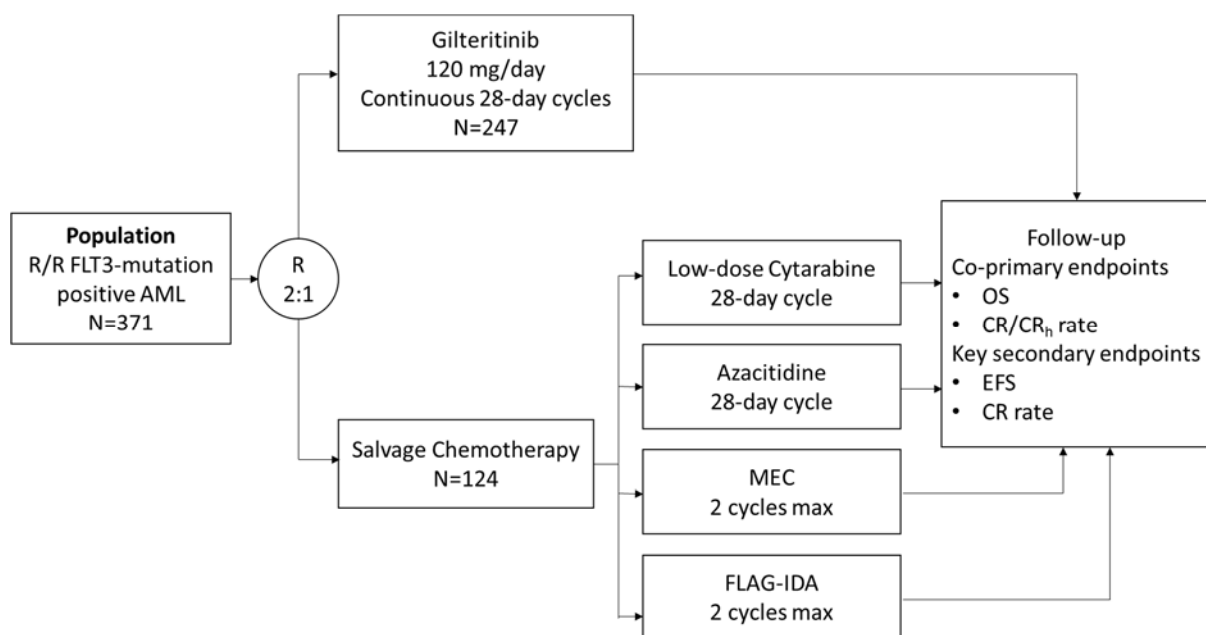 Population
R/R FLT3-mutation
positive AML
N=371
R
2:1
Gilteritinib
120 mg/day
Continuous 28-day cycles
N=247
Salvage Chemotherapy
N=124
Low-dose Cytarabine
28-day cycle
Azacitidine
28-day cycle
MEC
2 cycles max
FLAG-IDA
2 cycles max
Follow-up
Co-primary endpoints
• OS
• CR/CRh rate
Key secondary endpoints
• EFS
• CR rate